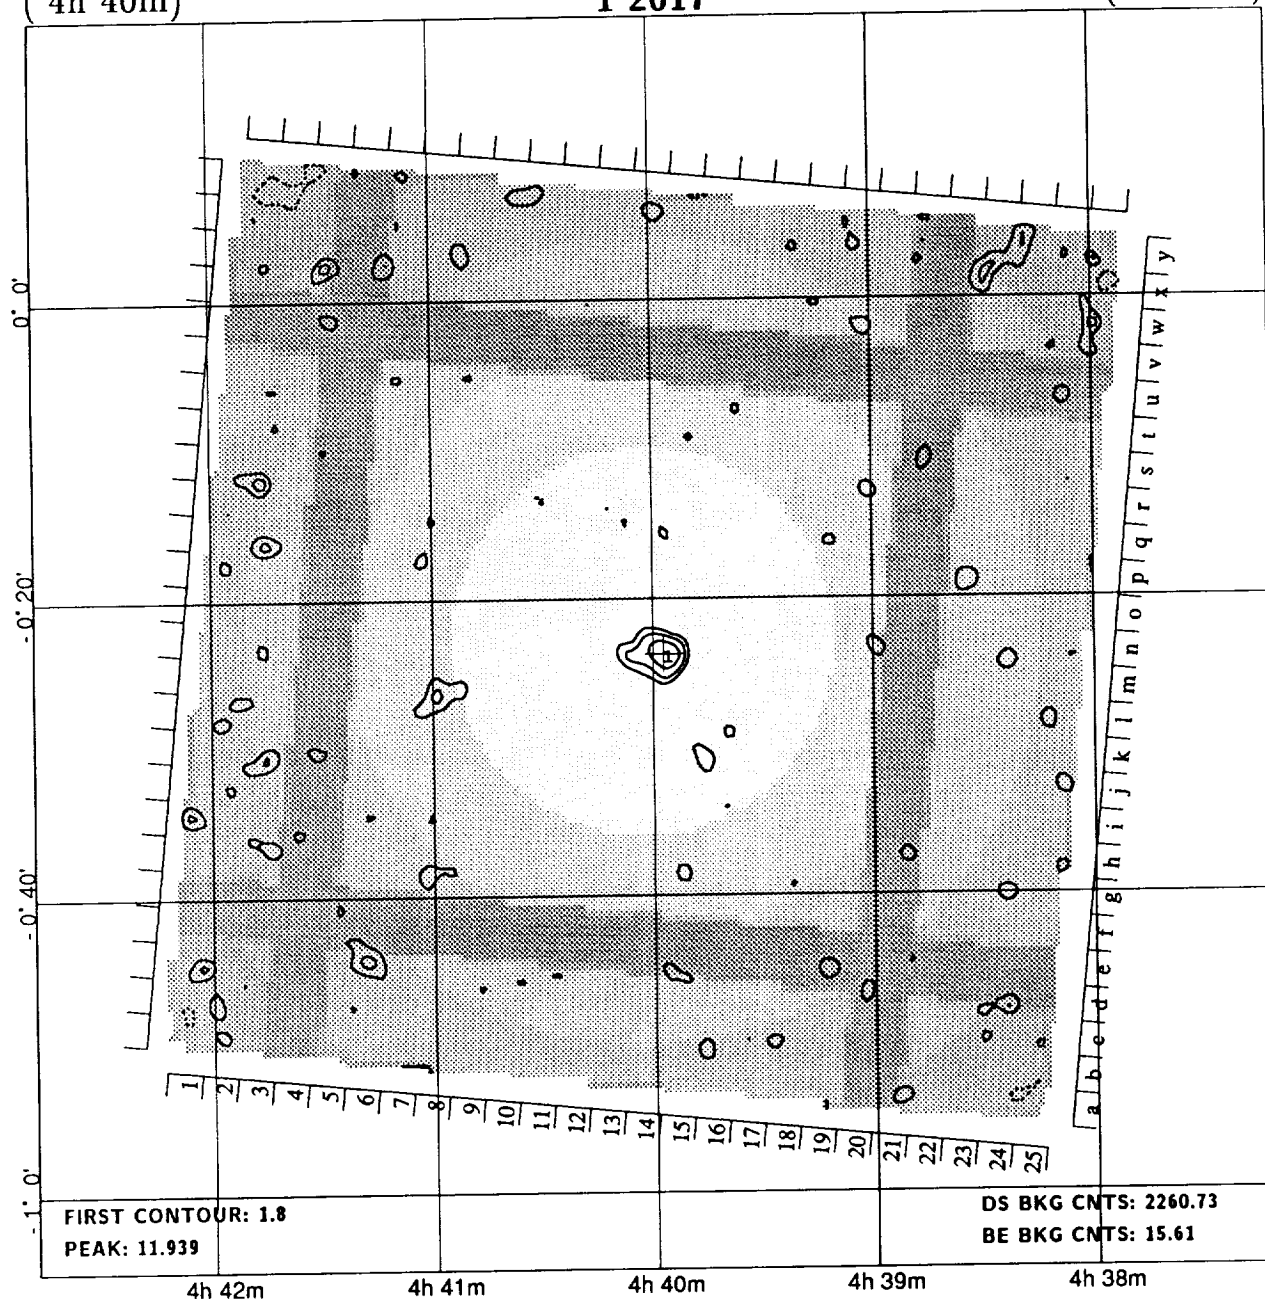 ( 4h 40m)
I 2017
0° 0'
- 0° 20'
- 0° 40'
- 1° 0'
a b c d e f g h i j k l m n o p q r s t u v w x y
1
1 2 3 4 5 6 7 8 9 10 11 12 13 14 15 16 17 18 19 20 21 22 23 24 25
FIRST CONTOUR: 1.8
PEAK: 11.939
DS BKG CNTS: 2260.73
BE BKG CNTS: 15.61
4h 42m 4h 41m 4h 40m 4h 39m 4h 38m